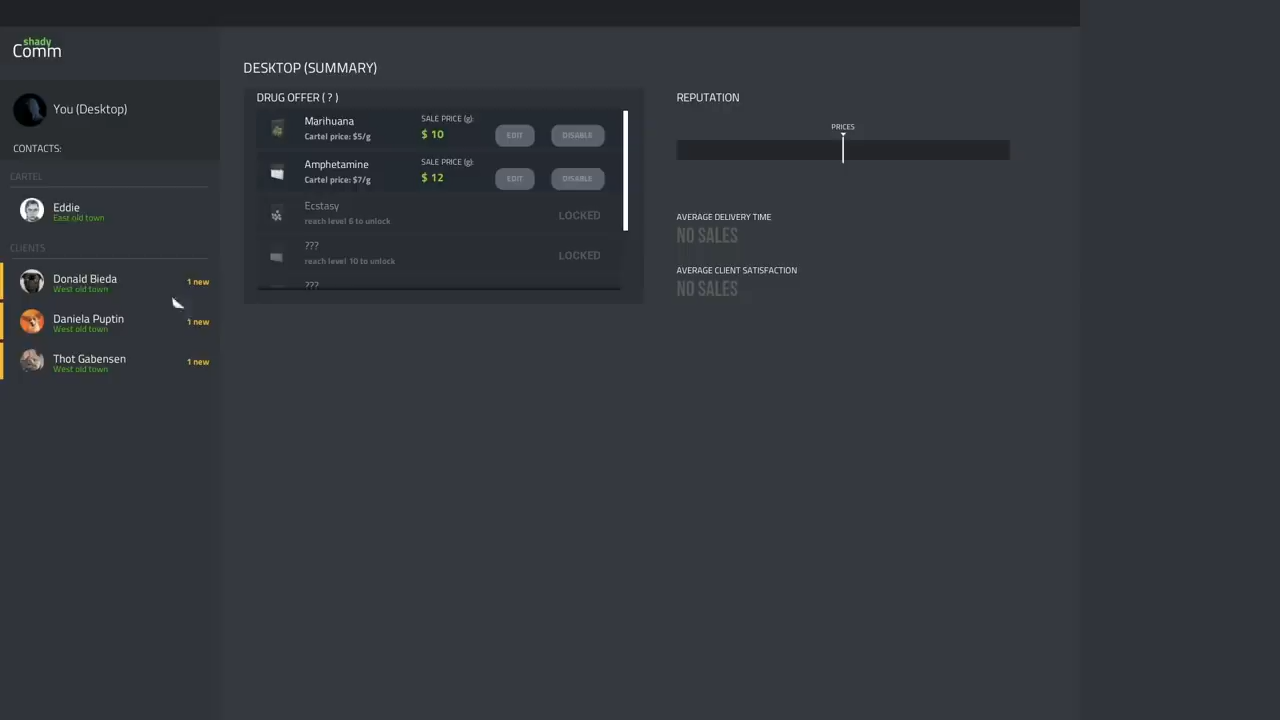 shady
Comm
You (Desktop)
CONTACTS:
CARTEL
Eddie
East old town
CLIENTS
Donald Bieda
West old town
1 new
Daniela Puptin
West old town
1 new
Thot Gabensen
West old town
1 new
DESKTOP (SUMMARY)
DRUG OFFER ( ? )
Marihuana
Cartel price: $5/g
SALE PRICE (g):
$ 10
EDIT
DISABLE
Amphetamine
Cartel price: $7/g
SALE PRICE (g):
$ 12
EDIT
DISABLE
Ecstasy
reach level 6 to unlock
LOCKED
???
reach level 10 to unlock
LOCKED
???
REPUTATION
PRICES
AVERAGE DELIVERY TIME
NO SALES
AVERAGE CLIENT SATISFACTION
NO SALES